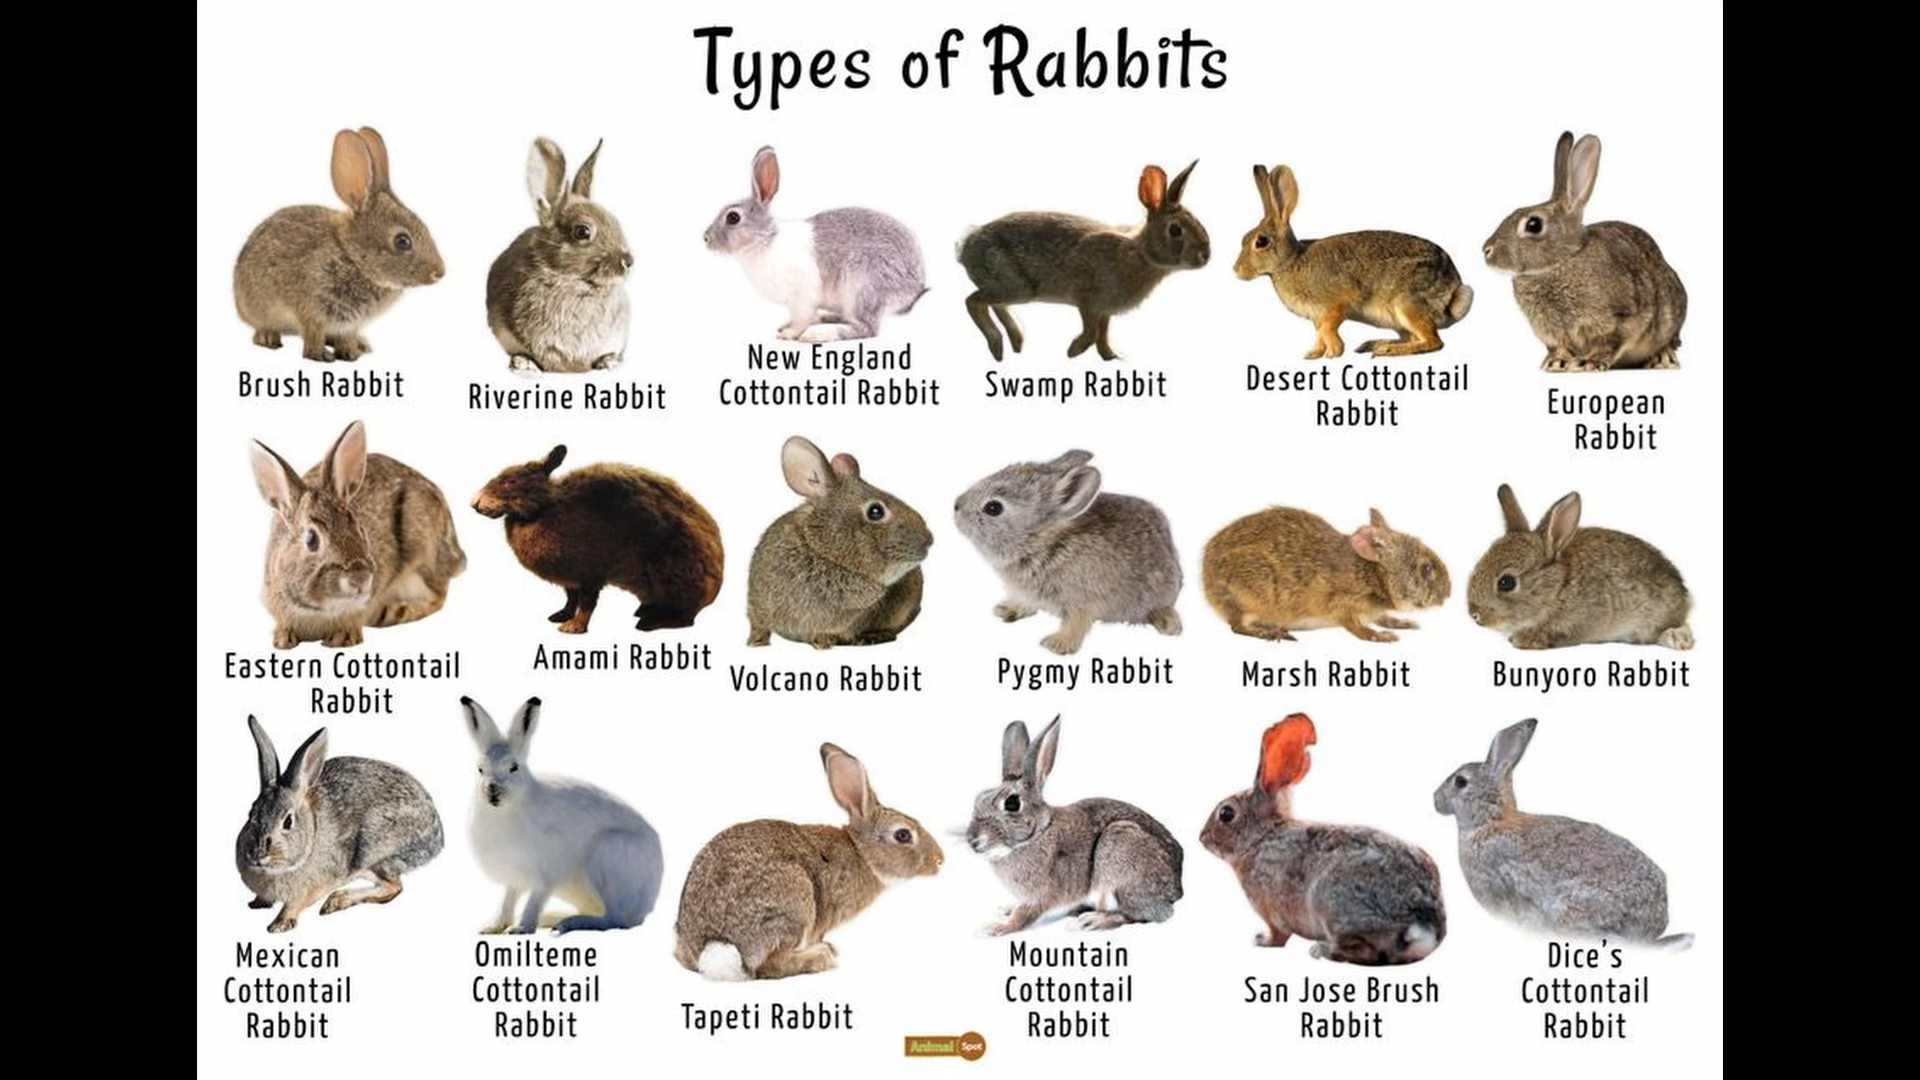 Types of Rabbits
Brush Rabbit
Riverine Rabbit
New England
Cottontail Rabbit
Swamp Rabbit
Desert Cottontail
Rabbit
European
Rabbit
Eastern Cottontail
Rabbit
Amami Rabbit
Volcano Rabbit
Pygmy Rabbit
Marsh Rabbit
Bunyoro Rabbit
Mexican
Cottontail
Rabbit
Omilteme
Cottontail
Rabbit
Tapeti Rabbit
Mountain
Cottontail
Rabbit
San Jose Brush
Rabbit
Dice's
Cottontail
Rabbit
Animal Spot